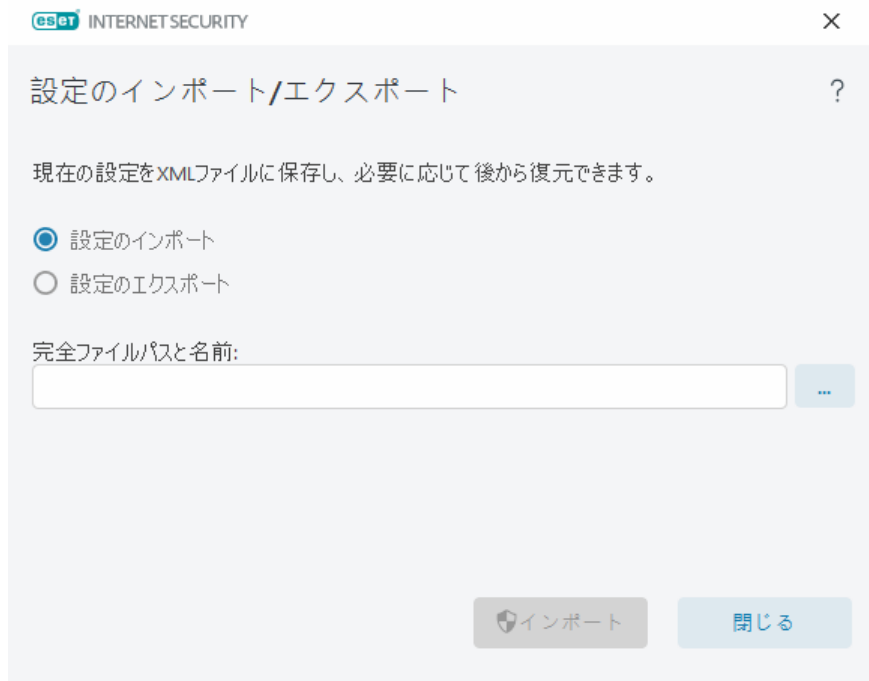 eset INTERNET SECURITY
設定のインポート/エクスポート
?
現在の設定をXMLファイルに保存し、必要に応じて後から復元できます。
設定のインポート
設定のエクスポート
完全ファイルパスと名前:
...
インポート
閉じる